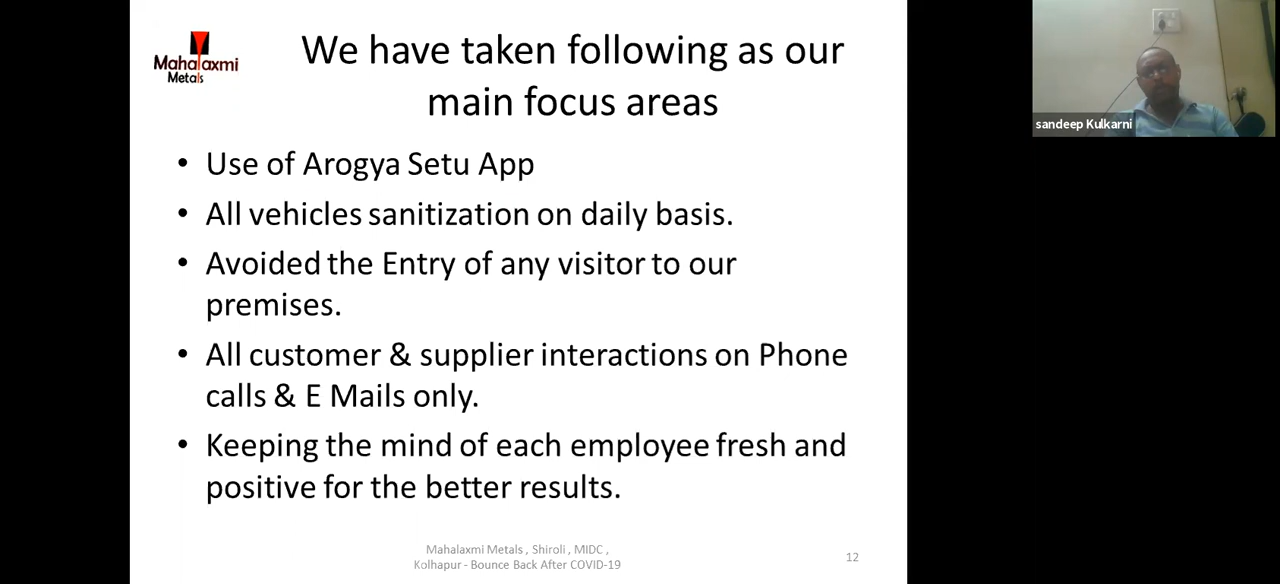 Mahalaxmi
Metals
We have taken following as our
main focus areas
• Use of Arogya Setu App
• All vehicles sanitization on daily basis.
• Avoided the Entry of any visitor to our
premises.
• All customer & supplier interactions on Phone
calls & E Mails only.
• Keeping the mind of each employee fresh and
positive for the better results.
Mahalaxmi Metals , Shiroli , MIDC ,
Kolhapur - Bounce Back After COVID-19
12
sandeep Kulkarni